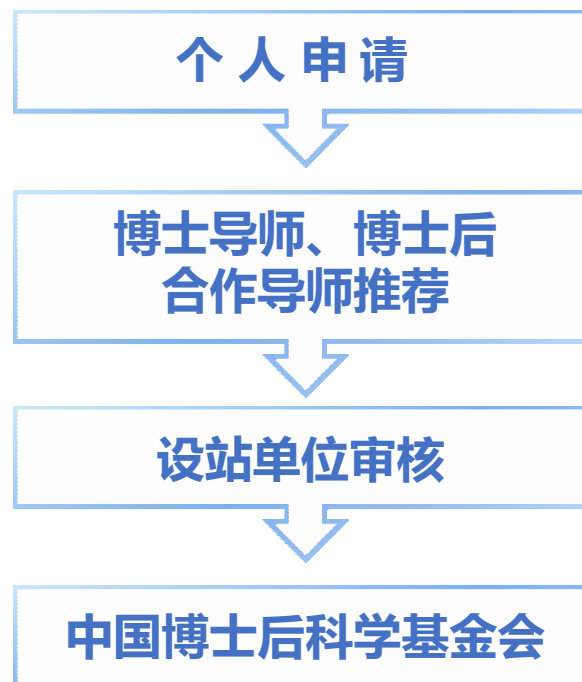 个人申请
博士导师、博士后
合作导师推荐
设站单位审核
中国博士后科学基金会